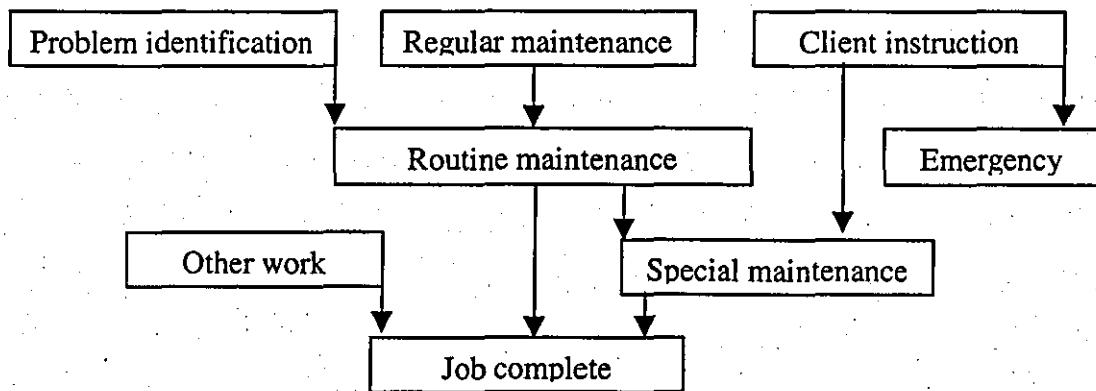 Problem identification
Regular maintenance
Client instruction
Routine maintenance
Emergency
Other work
Special maintenance
Job complete